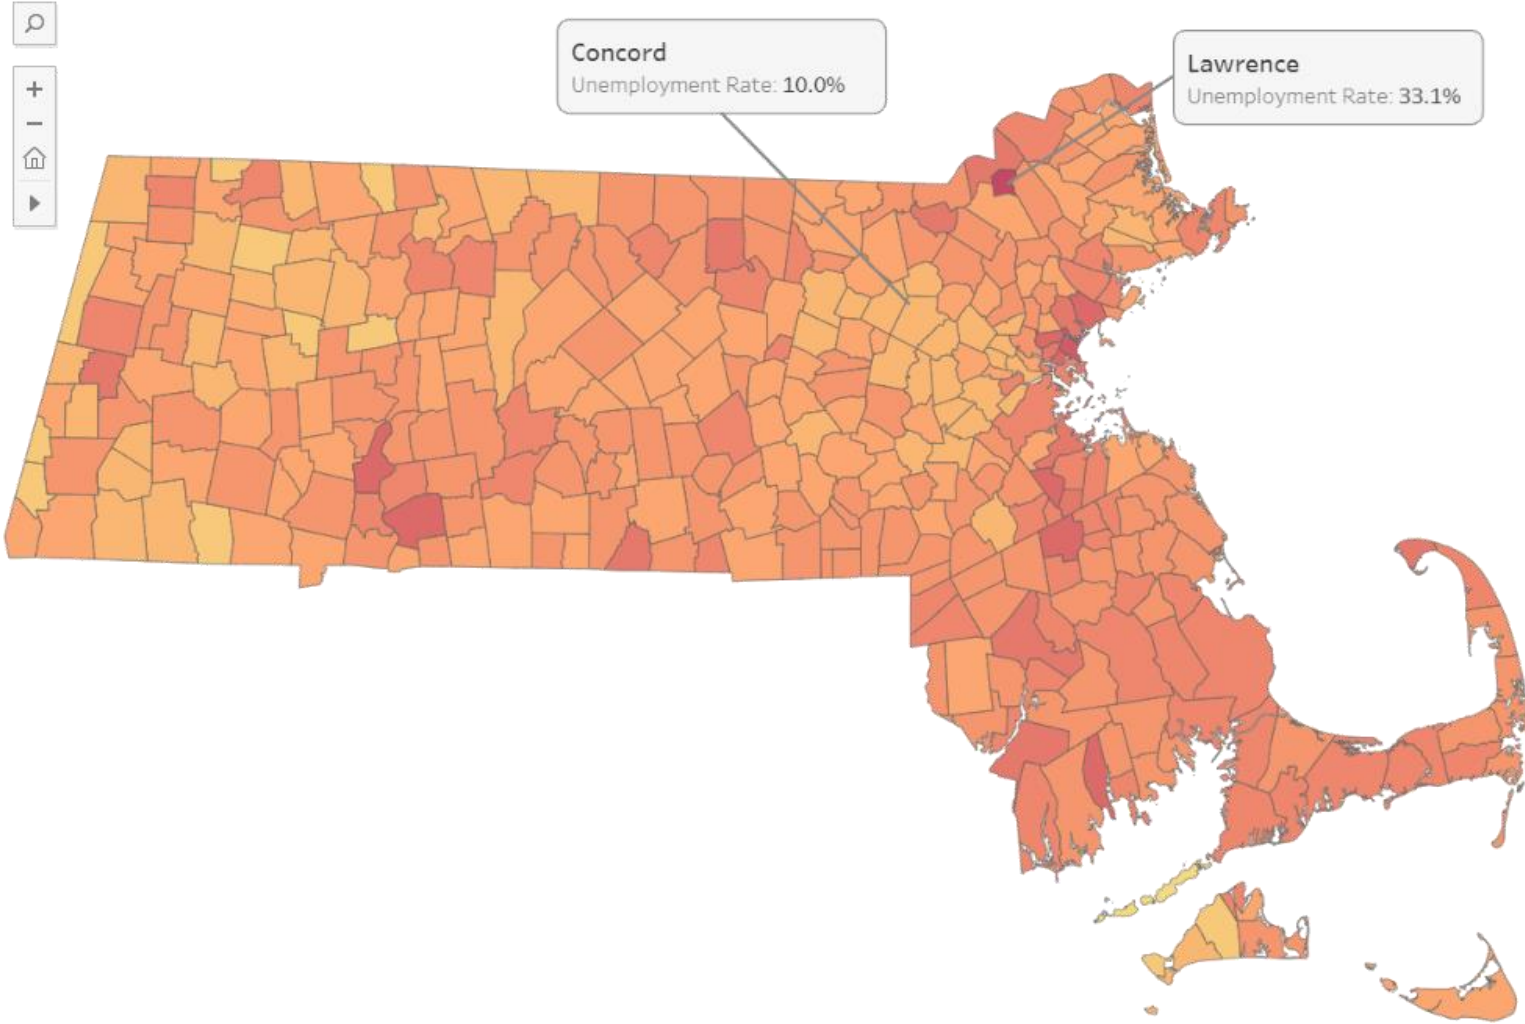 Concord
Unemployment Rate: 10.0%
Lawrence
Unemployment Rate: 33.1%